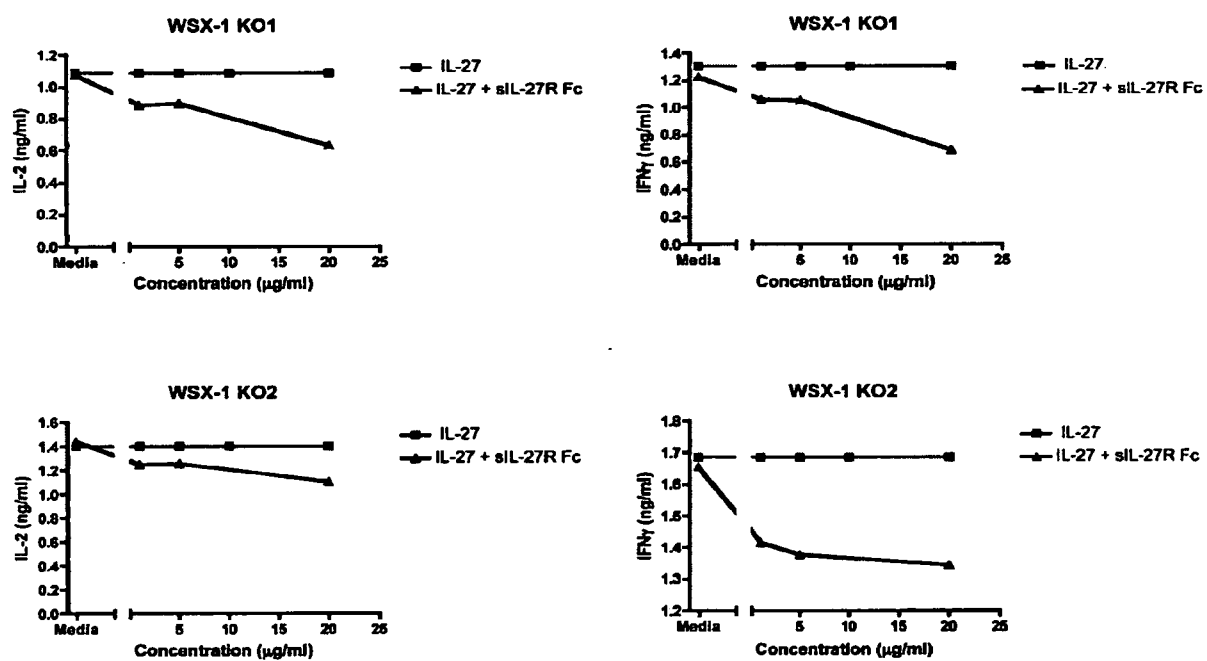 WSX-1 KO1
1.2
1.0
0.8
0.6
0.4
0.2
0.0
IL-2 (ng/ml)
Media
5
10
15
20
25
Concentration (µg/ml)
IL-27
IL-27 + sIL-27R Fc
WSX-1 KO1
1.4
1.2
1.0
0.8
0.6
0.4
0.2
0.0
IFNγ (ng/ml)
Media
5
10
15
20
25
Concentration (µg/ml)
IL-27
IL-27 + sIL-27R Fc
WSX-1 KO2
1.6
1.4
1.2
1.0
0.8
0.6
0.4
0.2
0.0
IL-2 (ng/ml)
Media
5
10
15
20
25
Concentration (µg/ml)
IL-27
IL-27 + sIL-27R Fc
WSX-1 KO2
1.8
1.7
1.6
1.5
1.4
1.3
1.2
IFNγ (ng/ml)
Media
5
10
15
20
25
Concentration (µg/ml)
IL-27
IL-27 + sIL-27R Fc